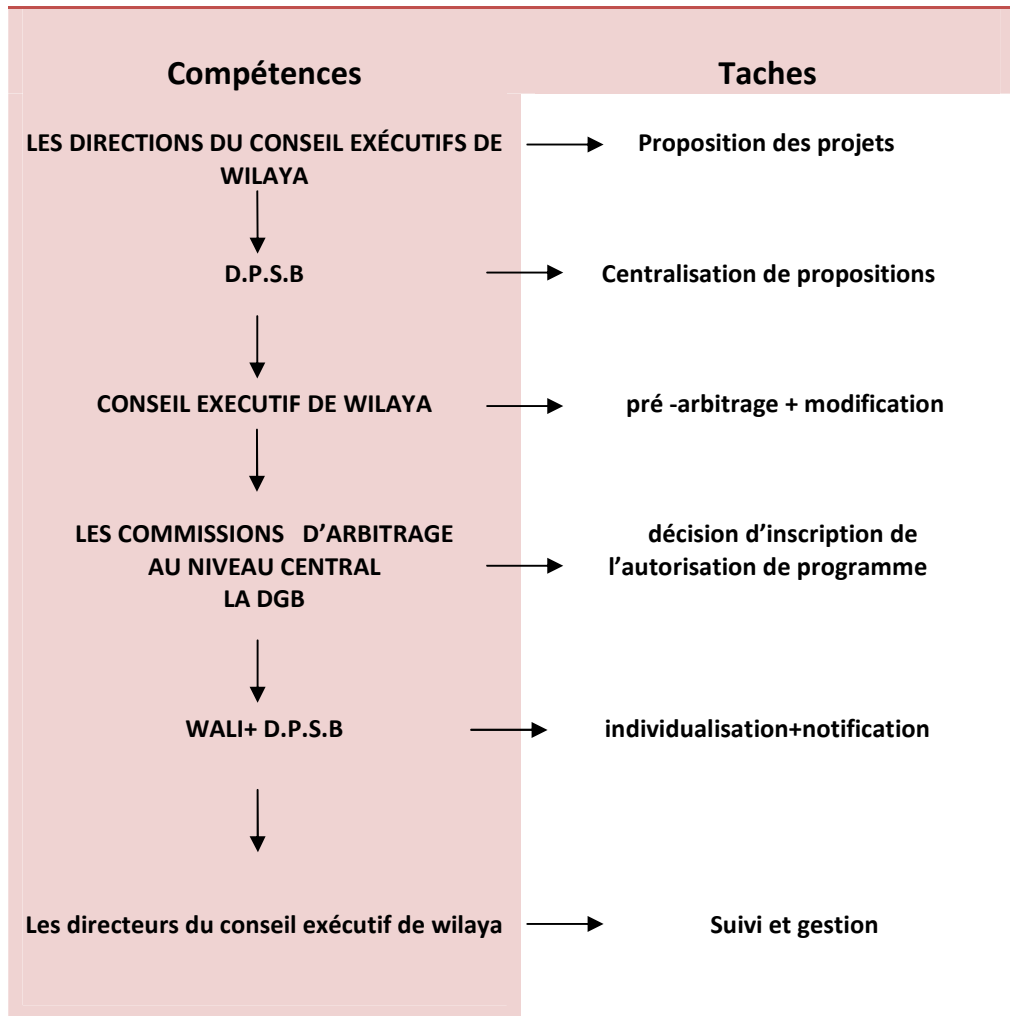 Compétences
Taches
LES DIRECTIONS DU CONSEIL EXÉCUTIFS DE
WILAYA
Proposition des projets
D.P.S.B
Centralisation de propositions
CONSEIL EXECUTIF DE WILAYA
pré -arbitrage + modification
LES COMMISSIONS D’ARBITRAGE
AU NIVEAU CENTRAL
LA DGB
décision d’inscription de
l’autorisation de programme
WALI+ D.P.S.B
individualisation+notification
Les directeurs du conseil exécutif de wilaya
Suivi et gestion